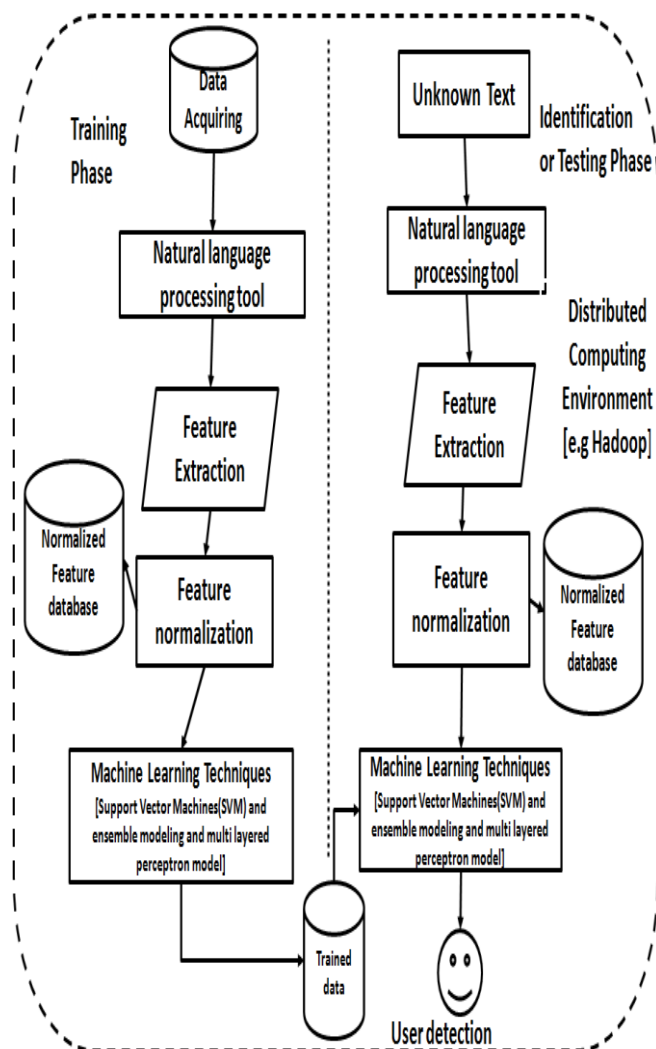 Data
Acquiring
Training
Phase
Natural language
processing tool
Feature
Extraction
Normalized
Feature
database
Feature
normalization
Machine Learning Techniques
[Support Vector Machines(SVM) and
ensemble modeling and multi layered
perceptron model]
Trained
data
Unknown Text
Identification
or Testing Phase
Natural language
processing tool
Distributed
Computing
Environment
[e.g Hadoop]
Feature
Extraction
Feature
normalization
Normalized
Feature
database
Machine Learning Techniques
[Support Vector Machines(SVM) and
ensemble modeling and multi layered
perceptron model]
User detection